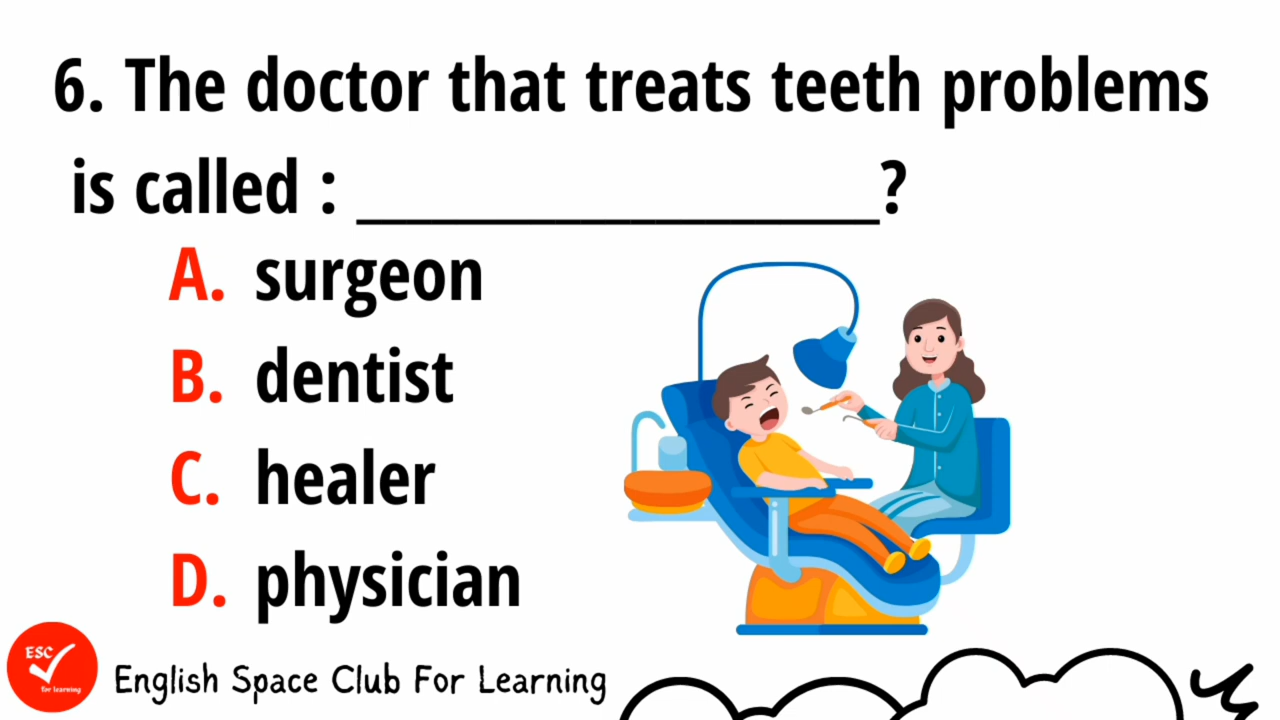 6. The doctor that treats teeth problems
is called : _________________?
A. surgeon
B. dentist
C. healer
D. physician
ESC
for learning
English Space Club For Learning